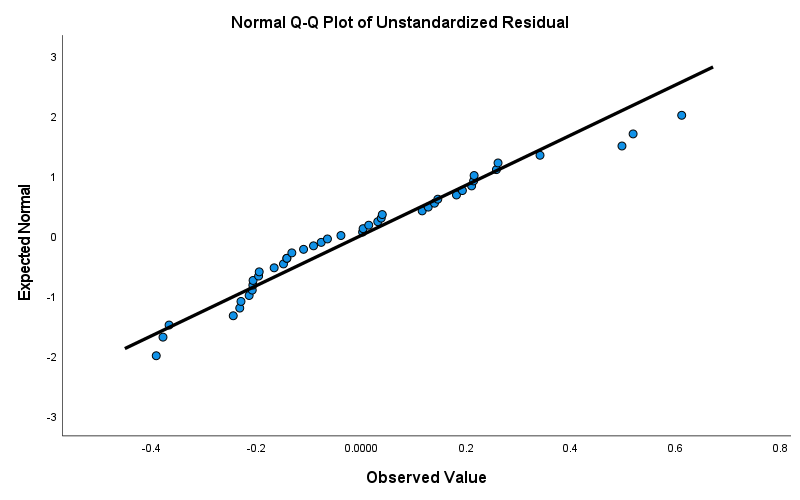 Normal Q-Q Plot of Unstandardized Residual
Expected Normal
3
2
1
0
-1
-2
-3
-0.4 -0.2 0.0000 0.2 0.4 0.6 0.8
Observed Value